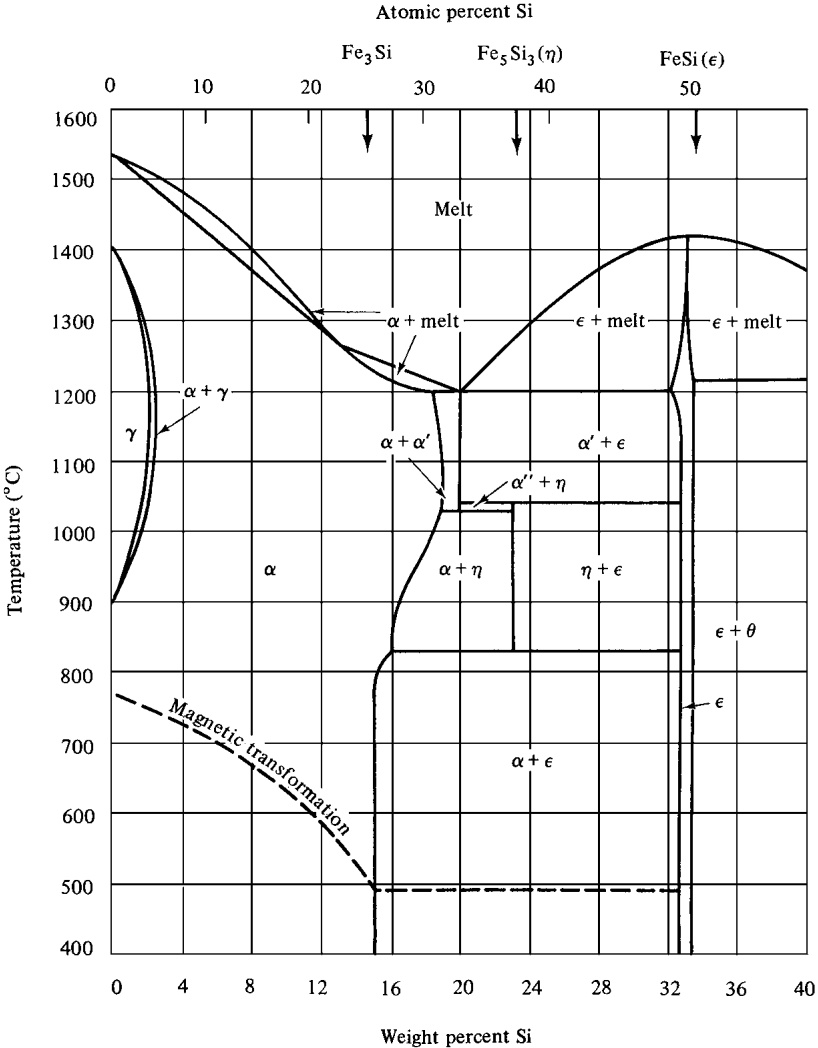 Atomic percent Si
Fe₃Si Fe₅Si₃(η) FeSi(ϵ)
0 10 20 30 40 50
1600
1500
Melt
1400
1300
α + melt ϵ + melt ϵ + melt
1200
α + γ
γ
α + α′ α′ + ϵ
1100
α″ + η
1000
α α + η η + ϵ
900
ϵ + θ
800
ϵ
Magnetic transformation
700
α + ϵ
600
500
400
Temperature (°C)
0 4 8 12 16 20 24 28 32 36 40
Weight percent Si